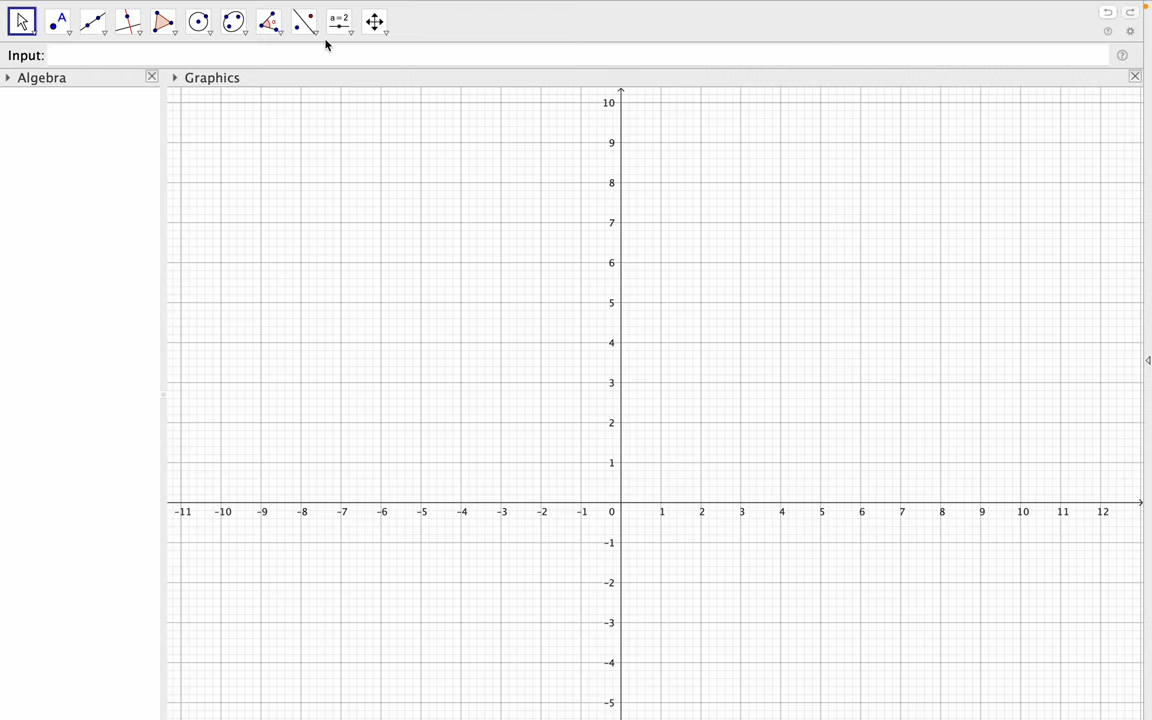 A
α
a = 2
Input:
Algebra
Graphics
10
9
8
7
6
5
4
3
2
1
-11 -10 -9 -8 -7 -6 -5 -4 -3 -2 -1 0 1 2 3 4 5 6 7 8 9 10 11 12
-1
-2
-3
-4
-5